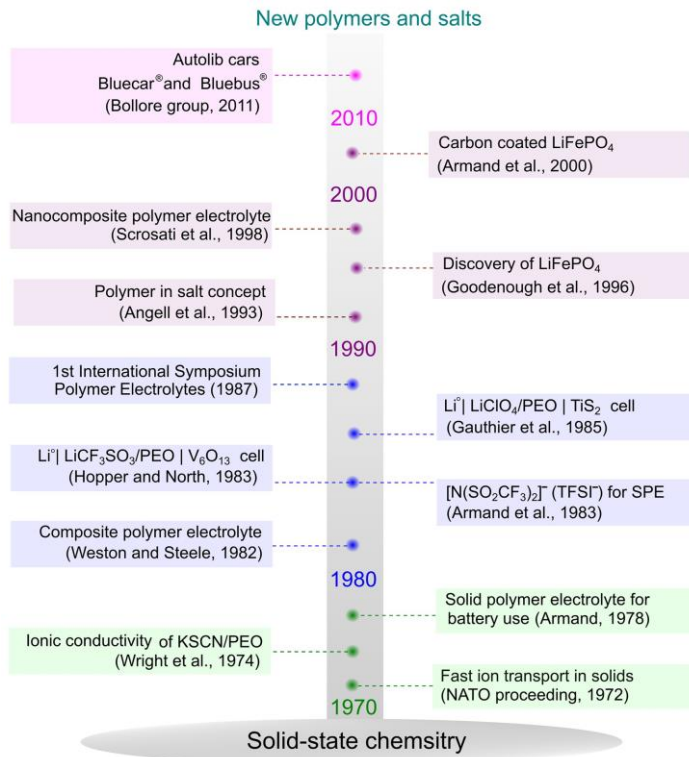 New polymers and salts
Autolib cars
Bluecar® and Bluebus®
(Bollore group, 2011)
2010
Carbon coated LiFePO₄
(Armand et al., 2000)
2000
Nanocomposite polymer electrolyte
(Scrosati et al., 1998)
Discovery of LiFePO₄
(Goodenough et al., 1996)
Polymer in salt concept
(Angell et al., 1993)
1990
1st International Symposium
Polymer Electrolytes (1987)
Li°| LiClO₄/PEO | TiS₂ cell
(Gauthier et al., 1985)
Li°| LiCF₃SO₃/PEO | V₆O₁₃ cell
(Hopper and North, 1983)
[N(SO₂CF₃)₂]⁻ (TFSI⁻) for SPE
(Armand et al., 1983)
Composite polymer electrolyte
(Weston and Steele, 1982)
1980
Solid polymer electrolyte for
battery use (Armand, 1978)
Ionic conductivity of KSCN/PEO
(Wright et al., 1974)
Fast ion transport in solids
(NATO proceeding, 1972)
1970
Solid-state chemsitry